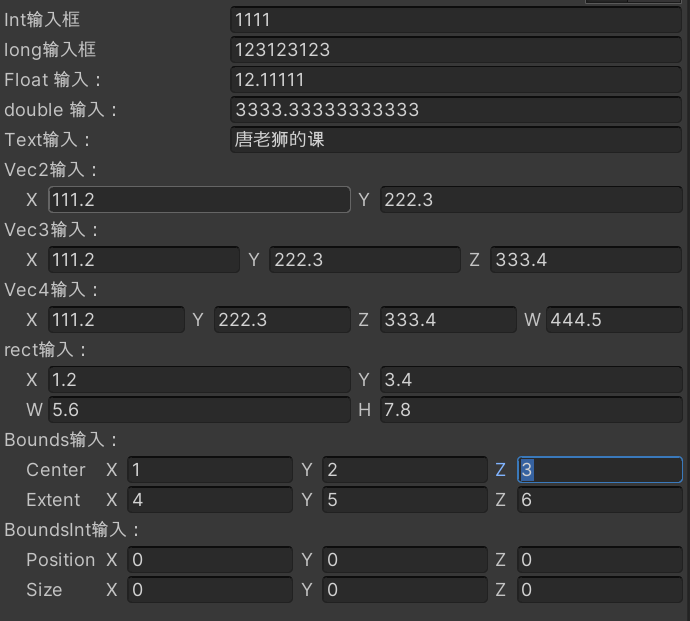 Int输入框 1111
long输入框 123123123
Float 输入： 12.11111
double 输入： 3333.33333333333
Text输入： 唐老狮的课
Vec2输入：
X 111.2 Y 222.3
Vec3输入：
X 111.2 Y 222.3 Z 333.4
Vec4输入：
X 111.2 Y 222.3 Z 333.4 W 444.5
rect输入：
X 1.2 Y 3.4
W 5.6 H 7.8
Bounds输入：
Center X 1 Y 2 Z 3
Extent X 4 Y 5 Z 6
BoundsInt输入：
Position X 0 Y 0 Z 0
Size X 0 Y 0 Z 0